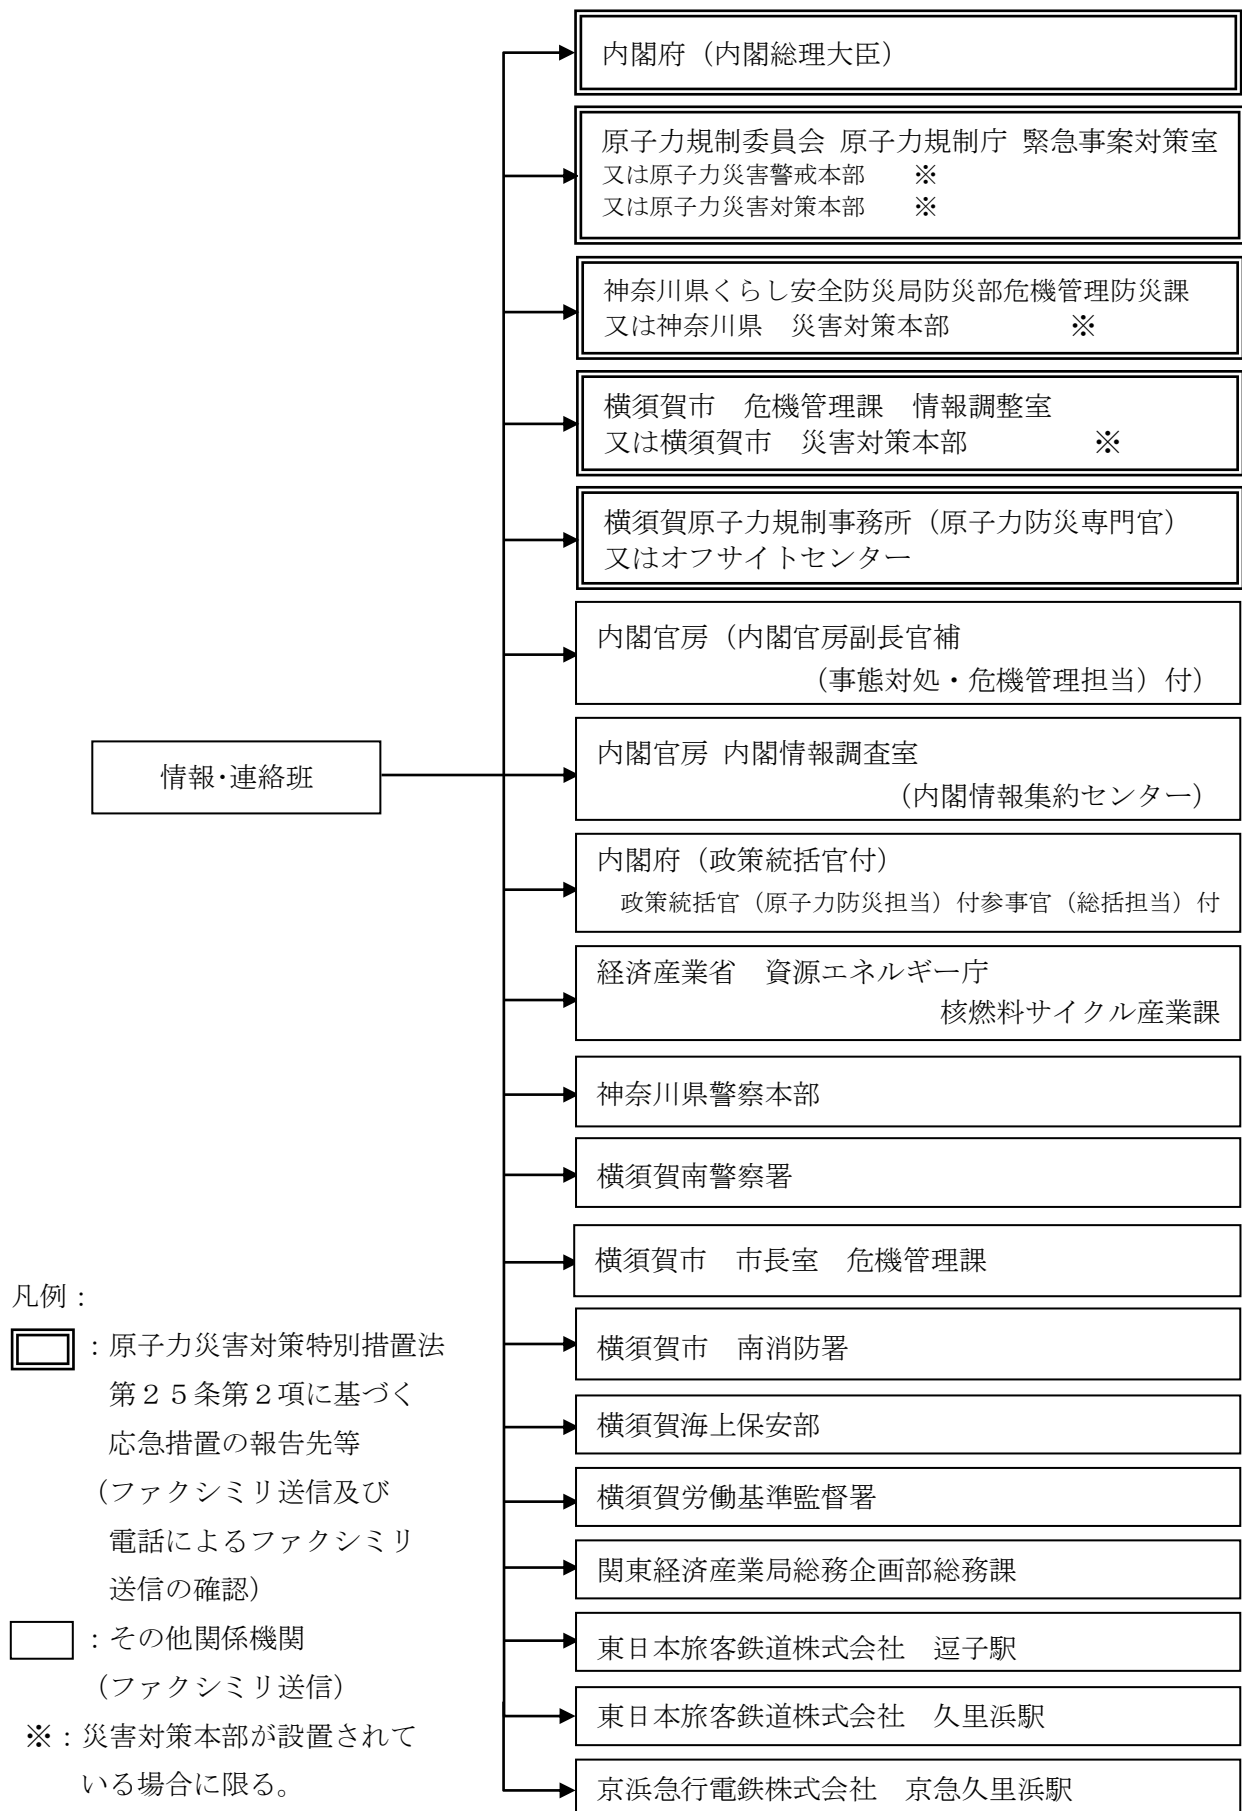 内閣府（内閣総理大臣）
原子力規制委員会 原子力規制庁 緊急事案対策室
又は原子力災害警戒本部　　※
又は原子力災害対策本部　　※
神奈川県くらし安全防災局防災部危機管理防災課
又は神奈川県　災害対策本部　　　　※
横須賀市　危機管理課　情報調整室
又は横須賀市　災害対策本部　　　　※
横須賀原子力規制事務所（原子力防災専門官）
又はオフサイトセンター
内閣官房（内閣官房副長官補
（事態対処・危機管理担当）付）
情報･連絡班
内閣官房 内閣情報調査室
（内閣情報集約センター）
内閣府（政策統括官付）
政策統括官（原子力防災担当）付参事官（総括担当）付
経済産業省　資源エネルギー庁
核燃料サイクル産業課
神奈川県警察本部
横須賀南警察署
横須賀市　市長室　危機管理課
横須賀市　南消防署
横須賀海上保安部
横須賀労働基準監督署
関東経済産業局総務企画部総務課
東日本旅客鉄道株式会社　逗子駅
東日本旅客鉄道株式会社　久里浜駅
京浜急行電鉄株式会社　京急久里浜駅
凡例：
：原子力災害対策特別措置法
第２５条第２項に基づく
応急措置の報告先等
（ファクシミリ送信及び
電話によるファクシミリ
送信の確認）
：その他関係機関
（ファクシミリ送信）
※：災害対策本部が設置されて
いる場合に限る。